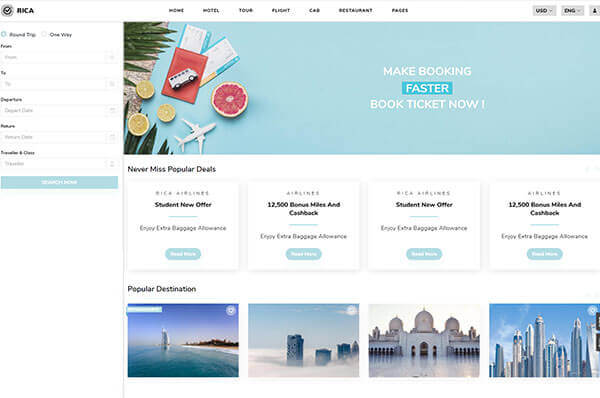 RICA
HOME HOTEL TOUR FLIGHT CAB RESTAURANT PAGES
USD ENG
Round Trip One Way
From
From
To
To
Departure
Depart Date
Return
Return Date
Traveller & Class
Traveller
SEARCH NOW
MAKE BOOKING
FASTER
BOOK TICKET NOW !
Never Miss Popular Deals
RICA AIRLINES
Student New Offer
Enjoy Extra Baggage Allowance
Read More
AIRLINES
12,500 Bonus Miles And
Cashback
Enjoy Extra Baggage Allowance
Read More
RICA AIRLINES
Student New Offer
Enjoy Extra Baggage Allowance
Read More
AIRLINES
12,500 Bonus Miles And
Cashback
Enjoy Extra Baggage Allowance
Read More
Popular Destination